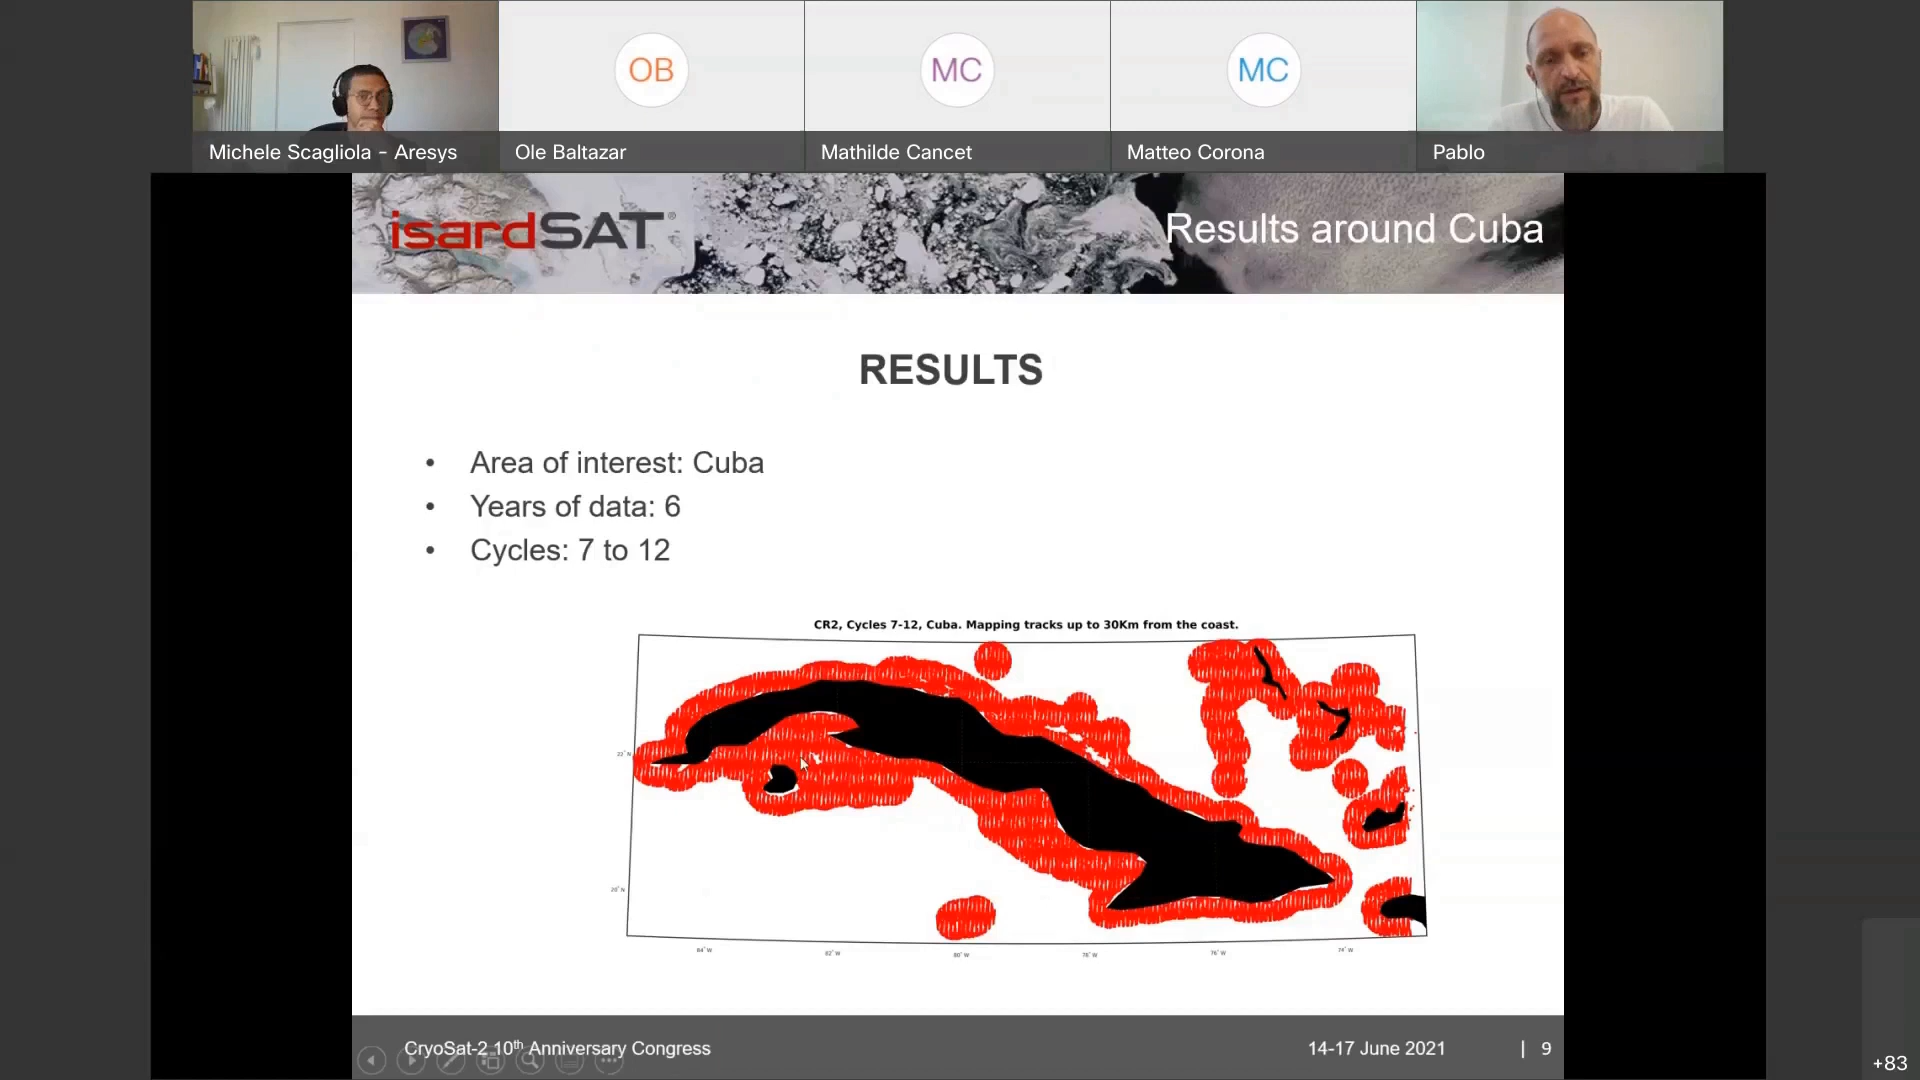 OB
MC
MC
Michele Scagliola - Aresys
Ole Baltazar
Mathilde Cancet
Matteo Corona
Pablo
isardSAT®
Results around Cuba
RESULTS
• Area of interest: Cuba
• Years of data: 6
• Cycles: 7 to 12
CR2, Cycles 7-12, Cuba. Mapping tracks up to 30Km from the coast.
22°N
20°N
84°W
82°W
80°W
78°W
76°W
74°W
CryoSat-2 10th Anniversary Congress
14-17 June 2021
| 9
+83